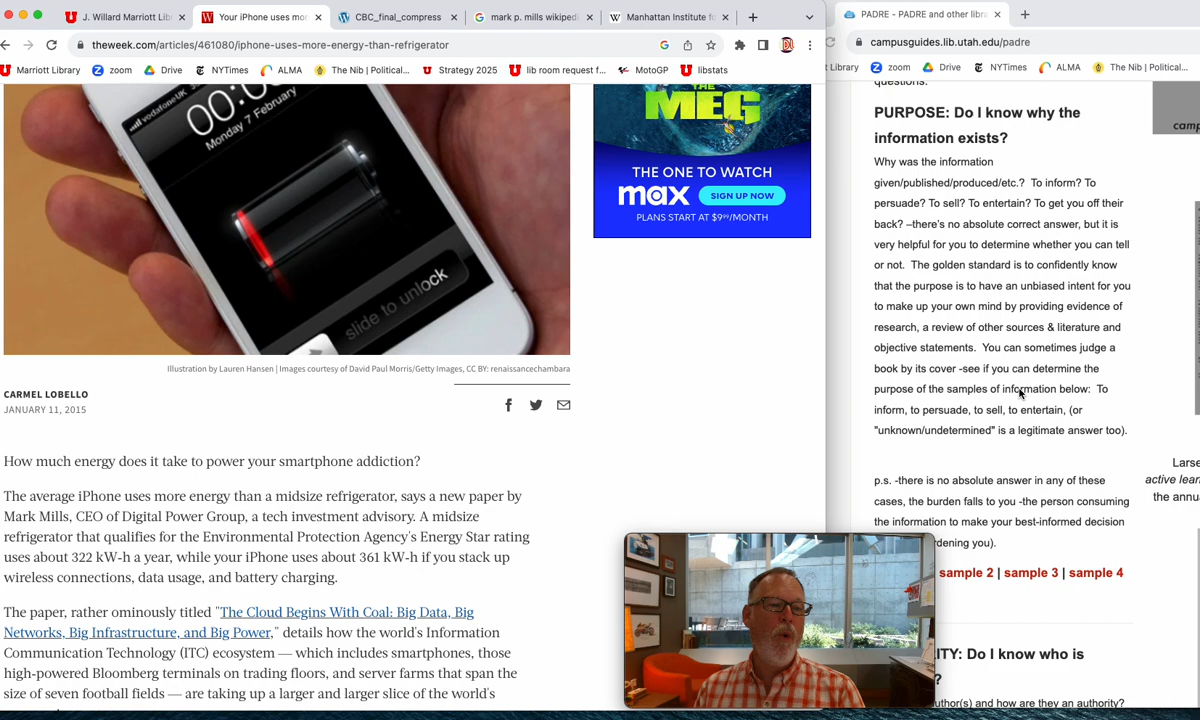 J. Willard Marriott Lib
Your iPhone uses mor
CBC_final_compress
mark p. mills wikiped
Manhattan Institute fo
PADRE - PADRE and other libra
theweek.com/articles/461080/iphone-uses-more-energy-than-refrigerator
campusguides.lib.utah.edu/padre
Marriott Library
zoom
Drive
NYTimes
ALMA
The Nib | Political...
Strategy 2025
lib room request f...
MotoGP
libstats
t Library
zoom
Drive
NYTimes
ALMA
The Nib | Political...
vodafone UK
00:0
Monday 7 February
slide to unlock
THE
MEG
THE ONE TO WATCH
max SIGN UP NOW
PLANS START AT $9.99/MONTH
Illustration by Lauren Hansen | Images courtesy of David Paul Morris/Getty Images, CC BY: renaissancechambara
CARMEL LOBELLO
JANUARY 11, 2015
How much energy does it take to power your smartphone addiction?
The average iPhone uses more energy than a midsize refrigerator, says a new paper by
Mark Mills, CEO of Digital Power Group, a tech investment advisory. A midsize
refrigerator that qualifies for the Environmental Protection Agency's Energy Star rating
uses about 322 kW-h a year, while your iPhone uses about 361 kW-h if you stack up
wireless connections, data usage, and battery charging.
The paper, rather ominously titled "The Cloud Begins With Coal: Big Data, Big
Networks, Big Infrastructure, and Big Power," details how the world's Information
Communication Technology (ITC) ecosystem — which includes smartphones, those
high-powered Bloomberg terminals on trading floors, and server farms that span the
size of seven football fields — are taking up a larger and larger slice of the world's
questions.
PURPOSE: Do I know why the
information exists?
Why was the information
given/published/produced/etc.? To inform? To
persuade? To sell? To entertain? To get you off their
back? –there's no absolute correct answer, but it is
very helpful for you to determine whether you can tell
or not. The golden standard is to confidently know
that the purpose is to have an unbiased intent for you
to make up your own mind by providing evidence of
research, a review of other sources & literature and
objective statements. You can sometimes judge a
book by its cover -see if you can determine the
purpose of the samples of information below: To
inform, to persuade, to sell, to entertain, (or
"unknown/undetermined" is a legitimate answer too).
p.s. -there is no absolute answer in any of these
cases, the burden falls to you -the person consuming
the information to make your best-informed decision
rdening you).
sample 2 | sample 3 | sample 4
ITY: Do I know who is
?
uthor(s) and how are they an authority?
camp
Larse
active lear
the annu